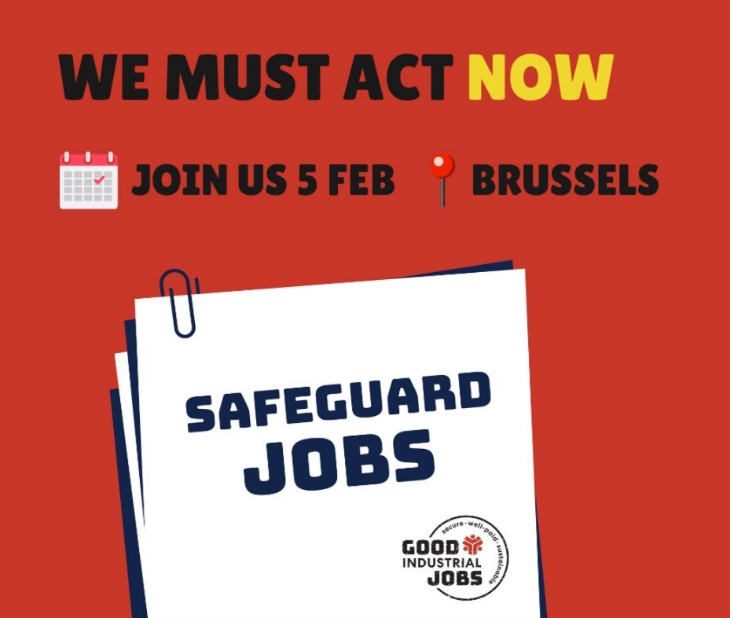 WE MUST ACT NOW
JOIN US 5 FEB BRUSSELS
SAFEGUARD
JOBS
secure · well-paid · sustainable
GOOD
INDUSTRIAL
JOBS